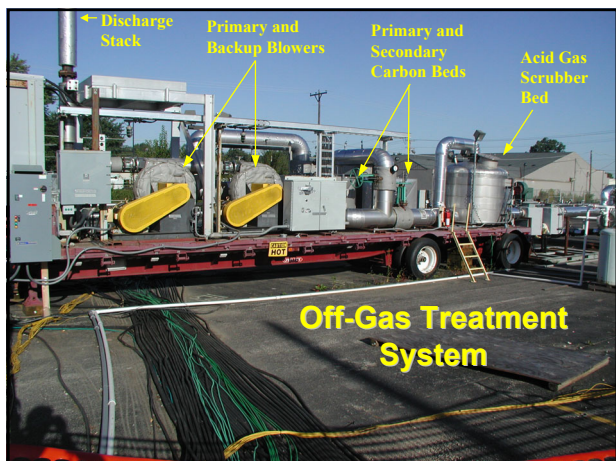 Discharge
Stack
Primary and
Backup Blowers
Primary and
Secondary
Carbon Beds
Acid Gas
Scrubber
Bed
HOT
Off-Gas Treatment
System